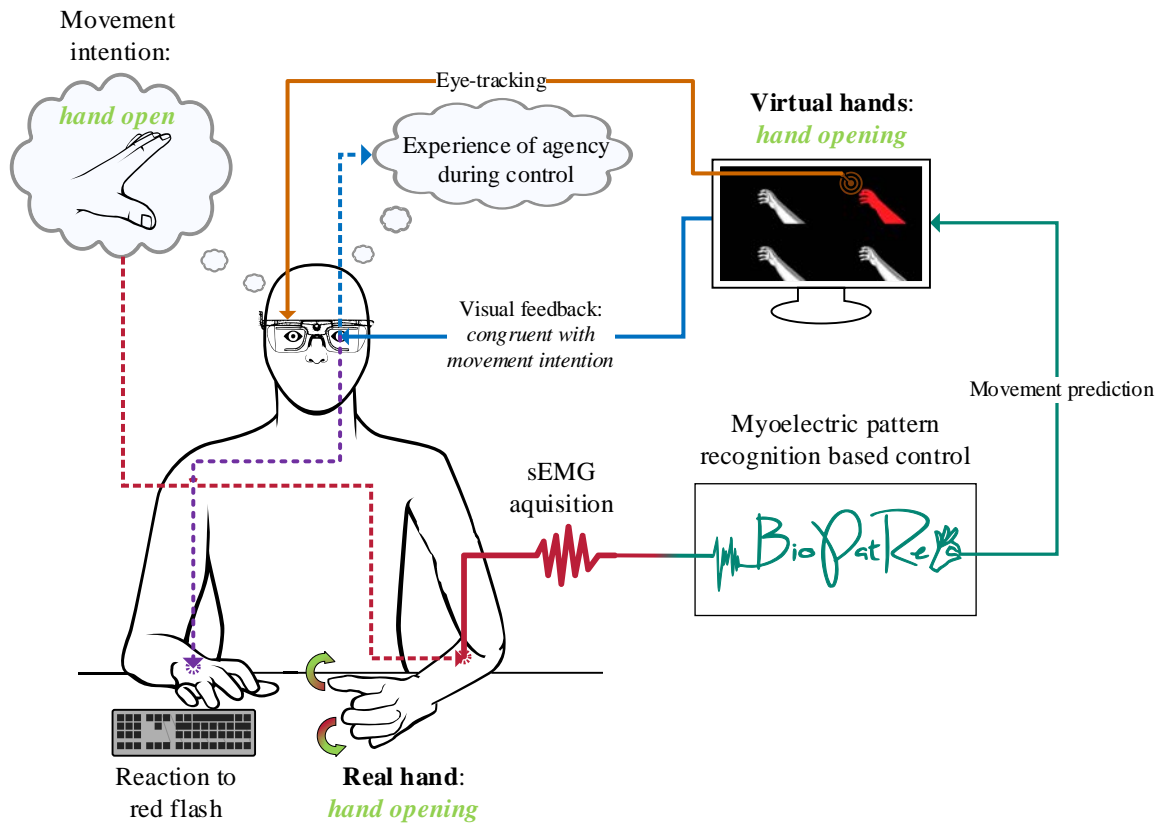 Movement
intention:
hand open
Eye-tracking
Experience of agency
during control
Virtual hands:
hand opening
Visual feedback:
congruent with
movement intention
Movement prediction
Myoelectric pattern
recognition based control
sEMG
aquisition
BioPatRec
Reaction to
red flash
Real hand:
hand opening